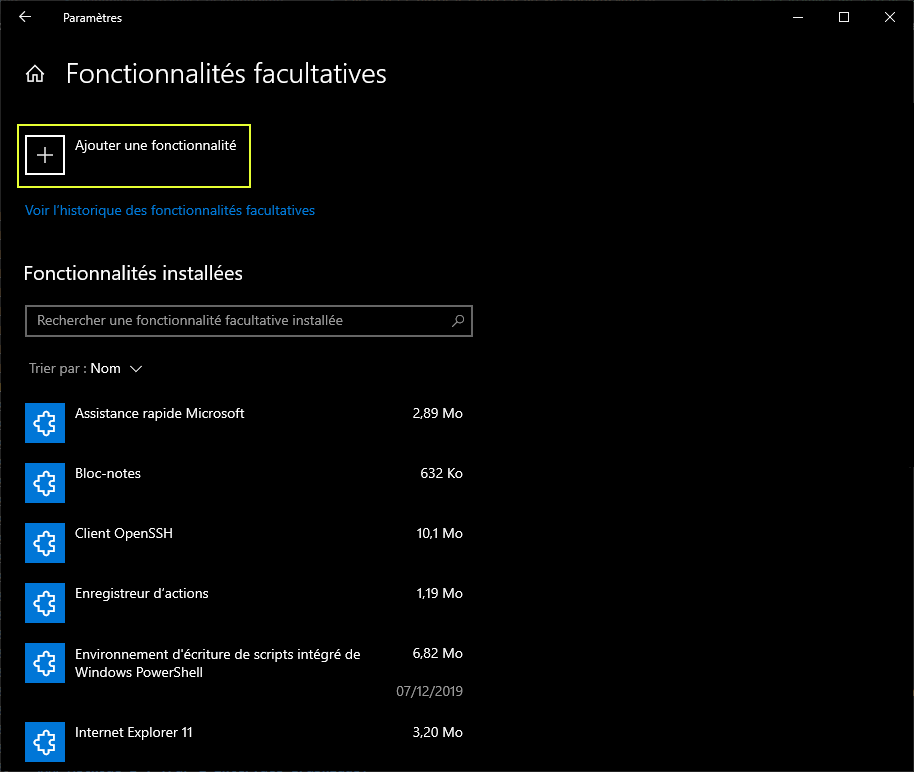 Paramètres
Fonctionnalités facultatives
Ajouter une fonctionnalité
Voir l'historique des fonctionnalités facultatives
Fonctionnalités installées
Rechercher une fonctionnalité facultative installée
Trier par : Nom
Assistance rapide Microsoft 2,89 Mo
Bloc-notes 632 Ko
Client OpenSSH 10,1 Mo
Enregistreur d'actions 1,19 Mo
Environnement d'écriture de scripts intégré de 6,82 Mo
Windows PowerShell
07/12/2019
Internet Explorer 11 3,20 Mo